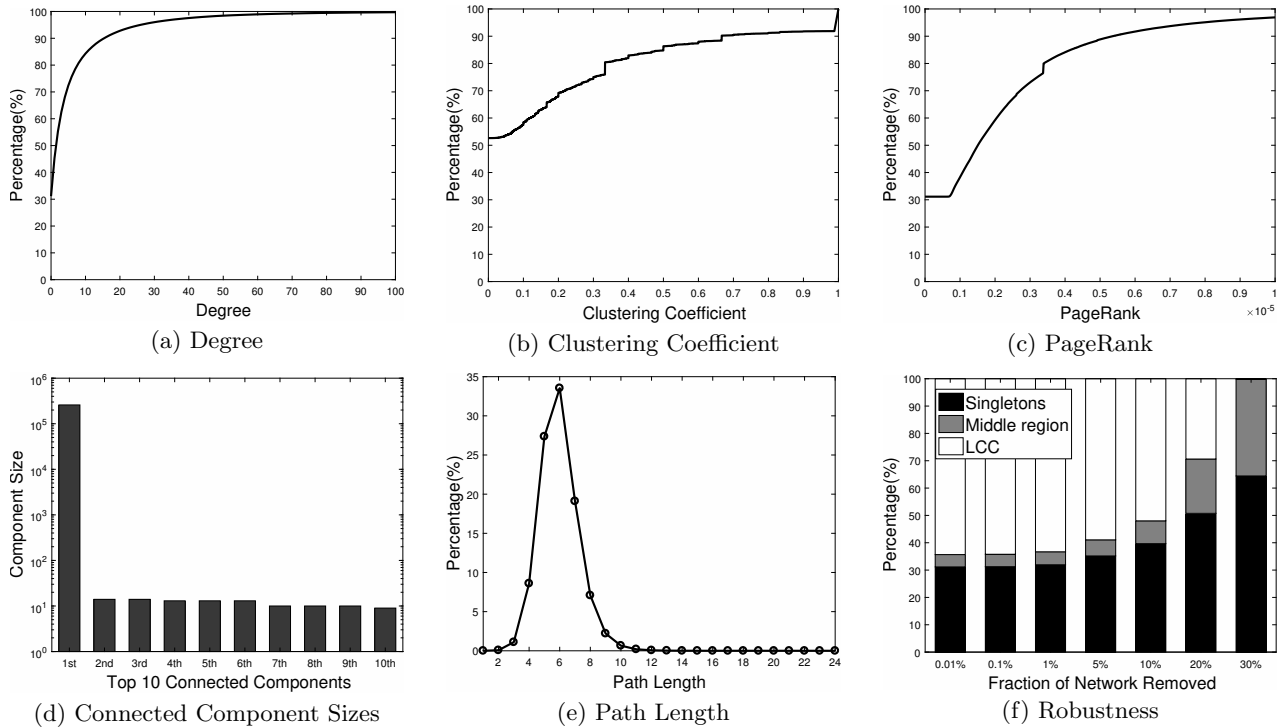 Percentage(%)
100
90
80
70
60
50
40
30
20
10
0
0 10 20 30 40 50 60 70 80 90 100
Degree
(a) Degree
Percentage(%)
100
90
80
70
60
50
40
30
20
10
0
0 0.1 0.2 0.3 0.4 0.5 0.6 0.7 0.8 0.9 1
Clustering Coefficient
(b) Clustering Coefficient
Percentage(%)
100
90
80
70
60
50
40
30
20
10
0
0 0.1 0.2 0.3 0.4 0.5 0.6 0.7 0.8 0.9 1
×10^-5
PageRank
(c) PageRank
Component Size
10^6
10^5
10^4
10^3
10^2
10^1
10^0
1st 2nd 3rd 4th 5th 6th 7th 8th 9th 10th
Top 10 Connected Components
(d) Connected Component Sizes
Percentage(%)
35
30
25
20
15
10
5
0
2 4 6 8 10 12 14 16 18 20 22 24
Path Length
(e) Path Length
Percentage(%)
100
90
80
70
60
50
40
30
20
10
0
Singletons
Middle region
LCC
0.01% 0.1% 1% 5% 10% 20% 30%
Fraction of Network Removed
(f) Robustness